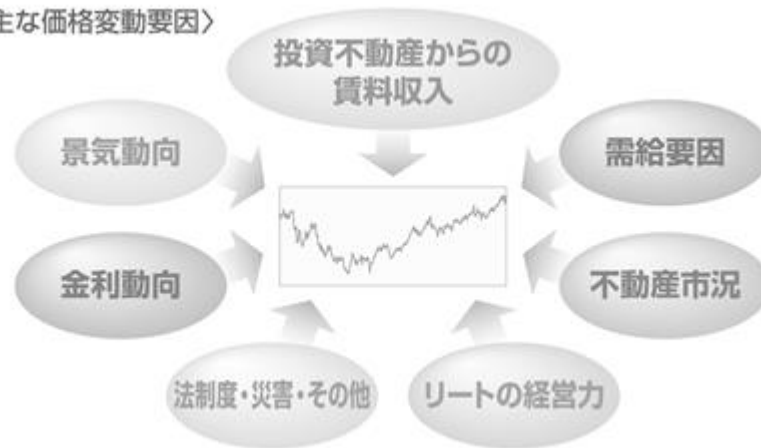 主な価格変動要因〉
投資不動産からの
賃料収入
景気動向
需給要因
金利動向
不動産市況
法制度・災害・その他
リートの経営力